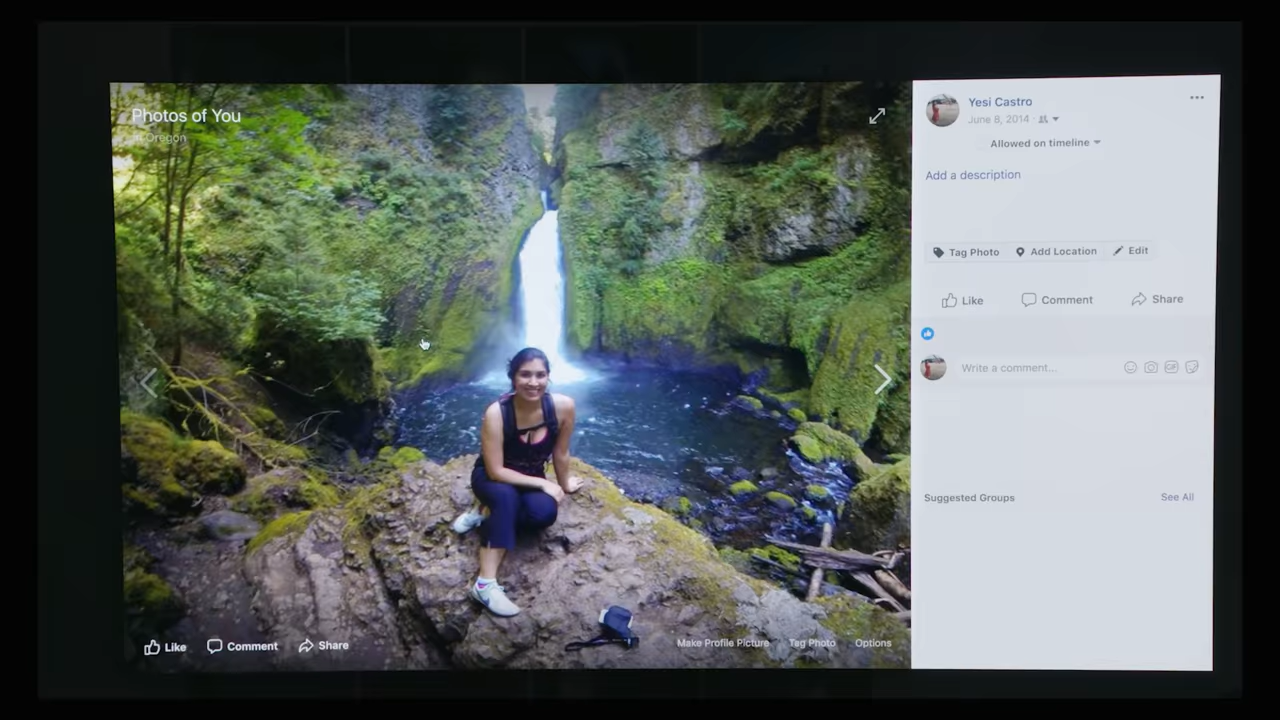 Photos of You
in Oregon
Yesi Castro
June 8, 2014
Allowed on timeline
Add a description
Tag Photo Add Location Edit
Like Comment Share
Write a comment...
GIF
Suggested Groups See All
Like Comment Share
Make Profile Picture Tag Photo Options